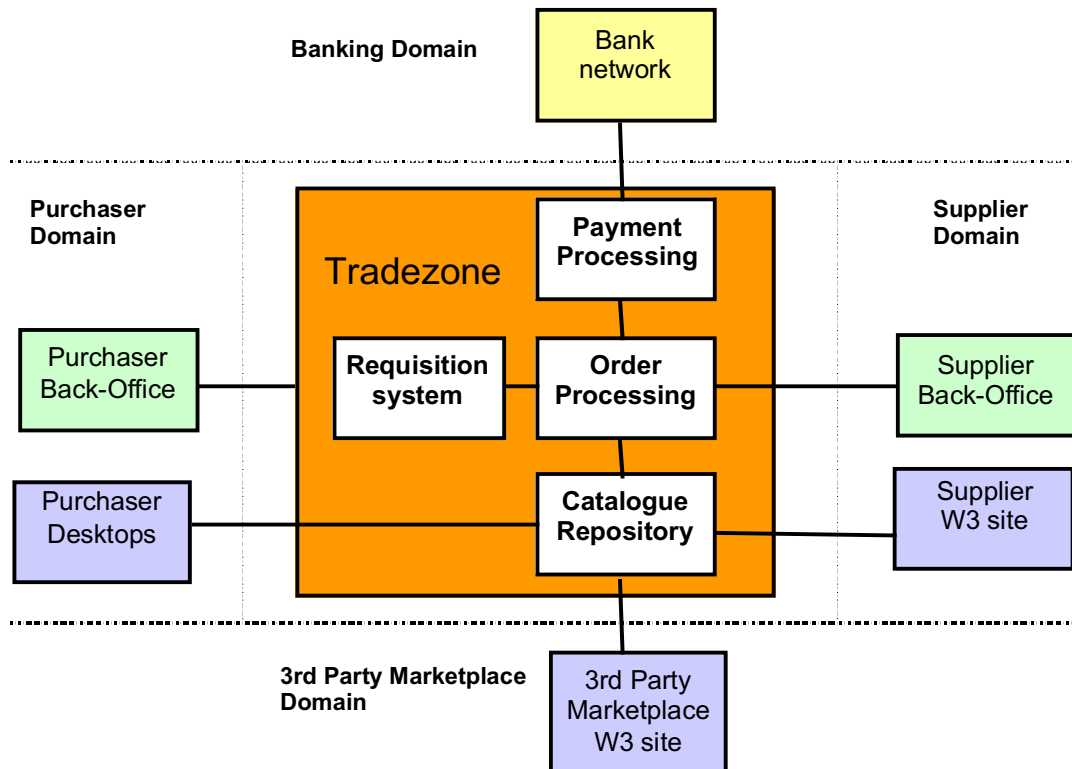 Banking Domain
Bank
network
Purchaser
Domain
Supplier
Domain
Tradezone
Payment
Processing
Purchaser
Back-Office
Requisition
system
Order
Processing
Supplier
Back-Office
Purchaser
Desktops
Catalogue
Repository
Supplier
W3 site
3rd Party Marketplace
Domain
3rd Party
Marketplace
W3 site